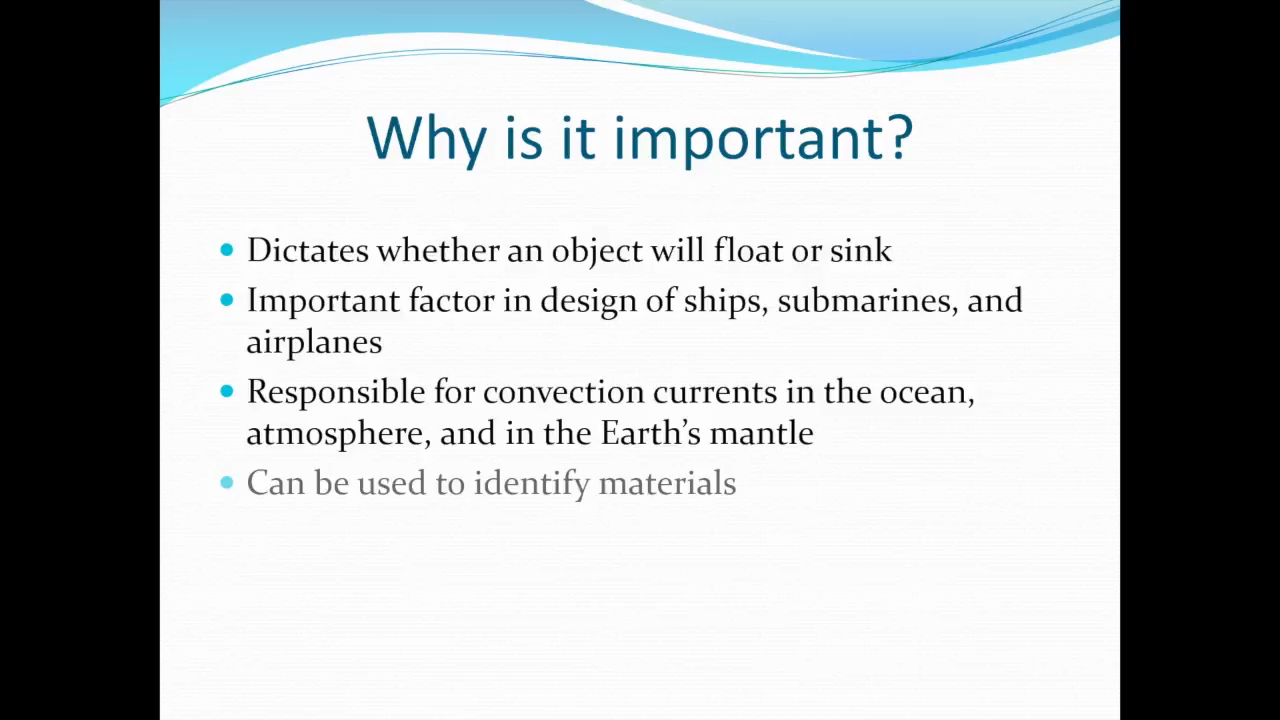 Why is it important?
• Dictates whether an object will float or sink
• Important factor in design of ships, submarines, and
airplanes
• Responsible for convection currents in the ocean,
atmosphere, and in the Earth’s mantle
• Can be used to identify materials